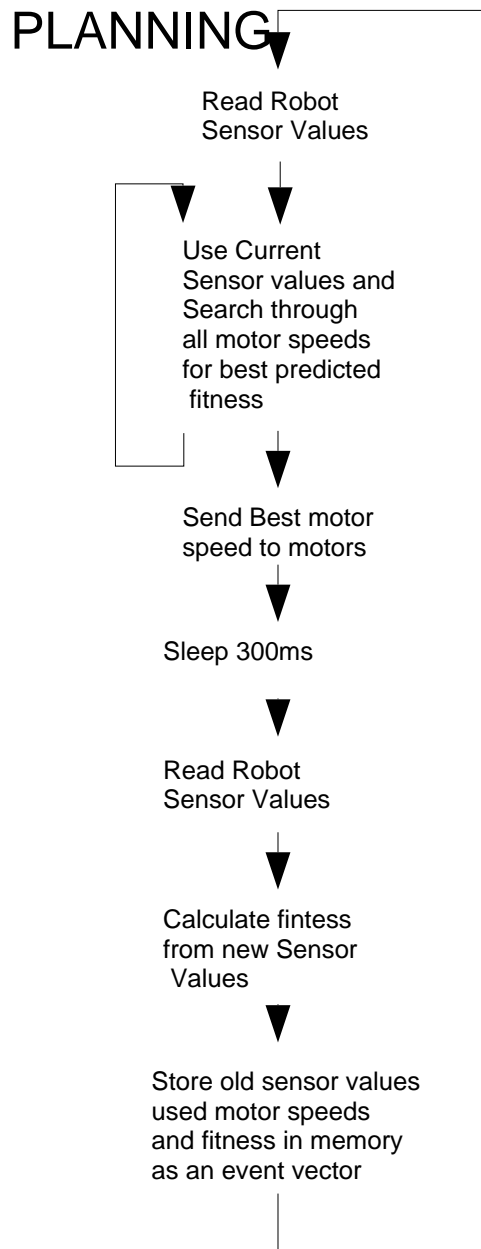 PLANNING
Read Robot
Sensor Values
Use Current
Sensor values and
Search through
all motor speeds
for best predicted
fitness
Send Best motor
speed to motors
Sleep 300ms
Read Robot
Sensor Values
Calculate fintess
from new Sensor
Values
Store old sensor values
used motor speeds
and fitness in memory
as an event vector